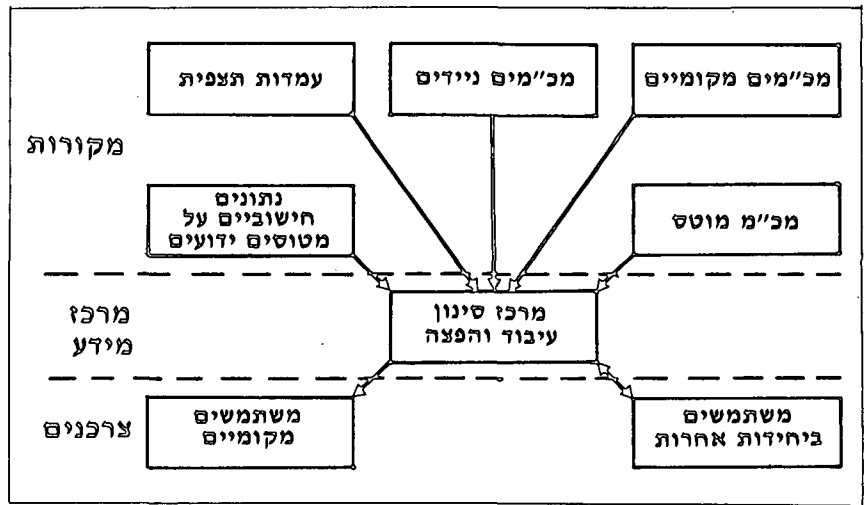 מכ״מים מקומיים
מכ״מים ניידים
עמדות תצפית
מקורות
מכ״מ מוטס
נתונים
חישוביים על
מטוסים ידועים
מרכז
מידע
מרכז סינון
עיבוד והפצה
צרכנים
משתמשים
ביחידות אחרות
משתמשים
מקומיים